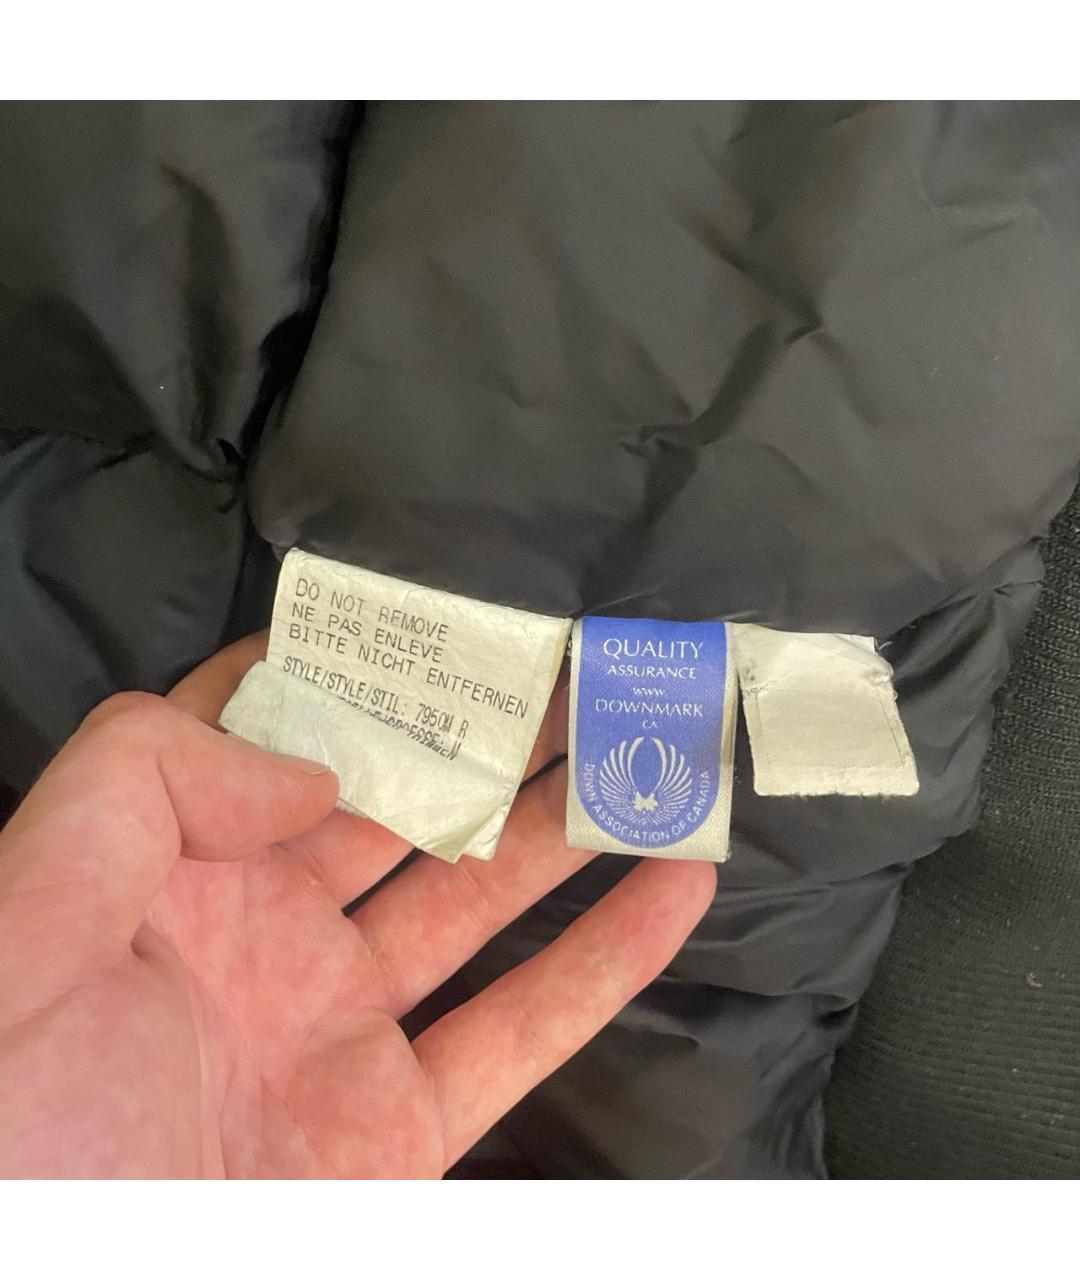 DO NOT REMOVE
NE PAS ENLEVE
BITTE NICHT ENTFERNEN
STYLE/STYLE/STIL: 7950M R
QUALITY
ASSURANCE
www
DOWNMARK
CA
DOWN ASSOCIATION OF CANADA